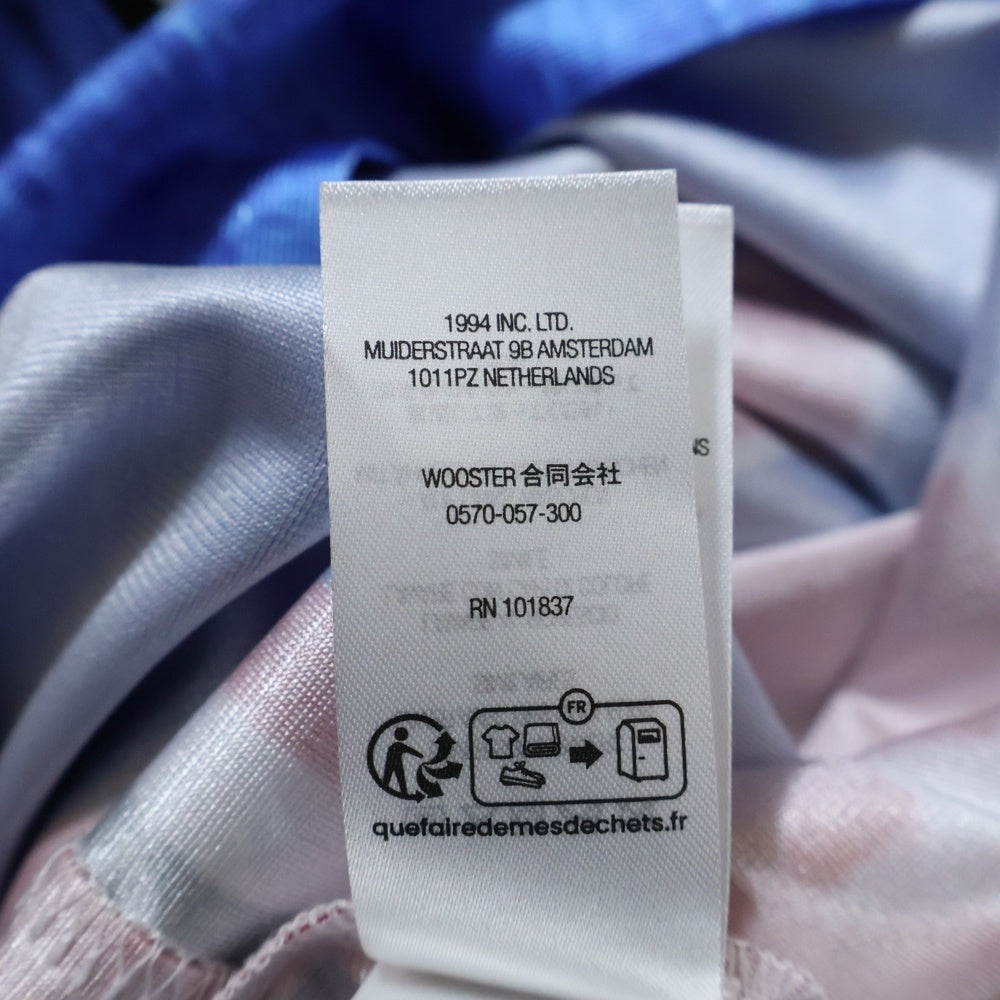 1994 INC. LTD.
MUIDERSTRAAT 9B AMSTERDAM
1011PZ NETHERLANDS
WOOSTER 合同会社
0570-057-300
RN 101837
FR
quefairedemesdechets.fr